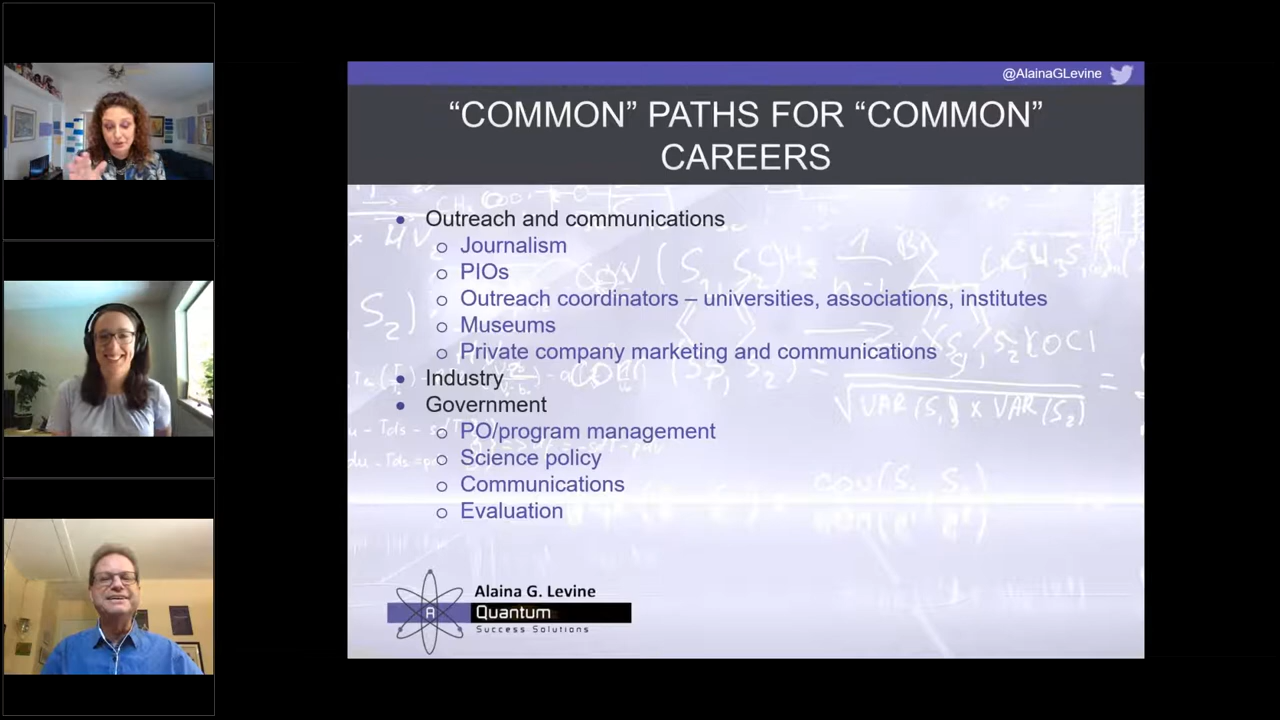 @AlainaGLevine
“COMMON” PATHS FOR “COMMON”
CAREERS
• Outreach and communications
o Journalism
o PIOs
o Outreach coordinators – universities, associations, institutes
o Museums
o Private company marketing and communications
• Industry
• Government
o PO/program management
o Science policy
o Communications
o Evaluation
Alaina G. Levine
A
Quantum
Success Solutions